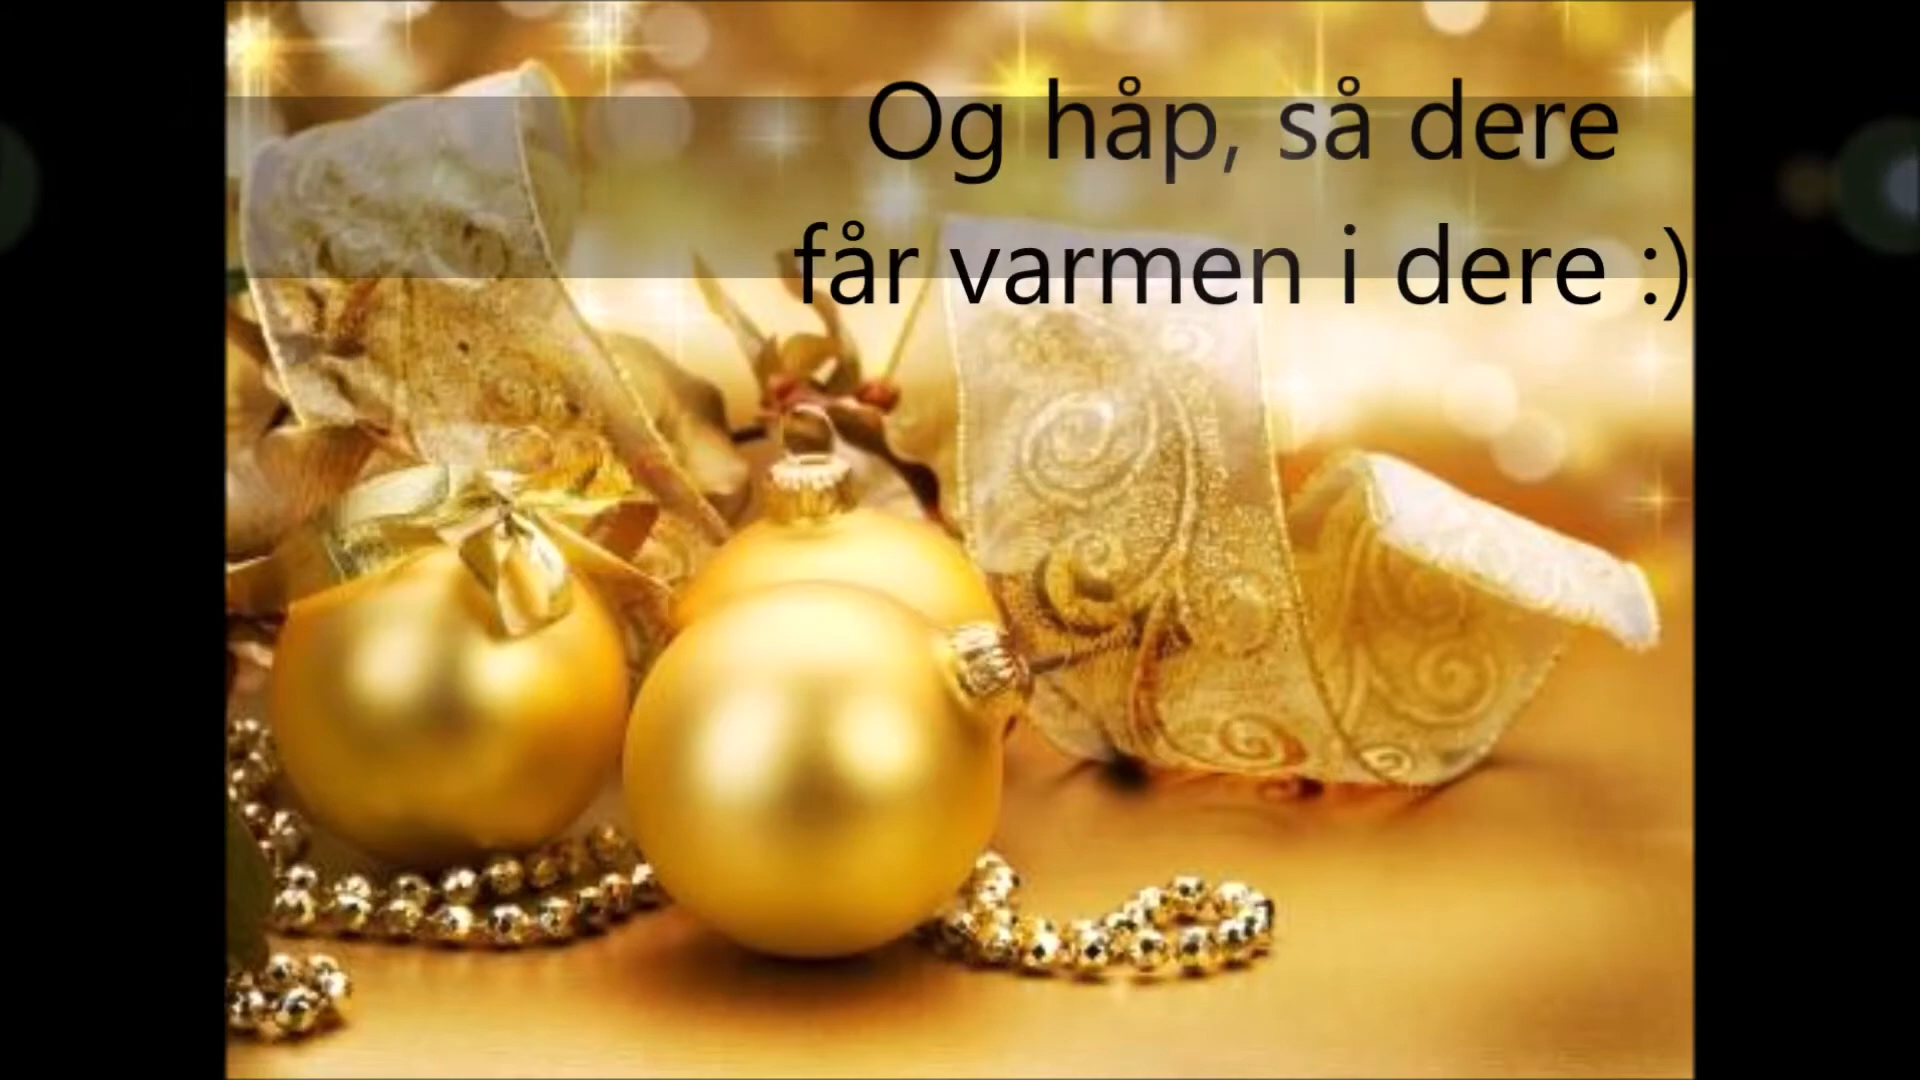 Og håp, så dere
får varmen i dere :)